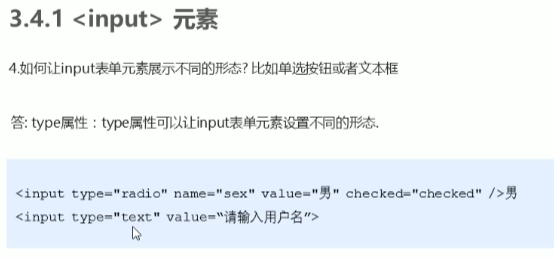 3.4.1 <input> 元素
4.如何让input表单元素展示不同的形态? 比如单选按钮或者文本框
答: type属性：type属性可以让input表单元素设置不同的形态.
<input type="radio" name="sex" value="男" checked="checked" />男
<input type="text" value=“请输入用户名”>